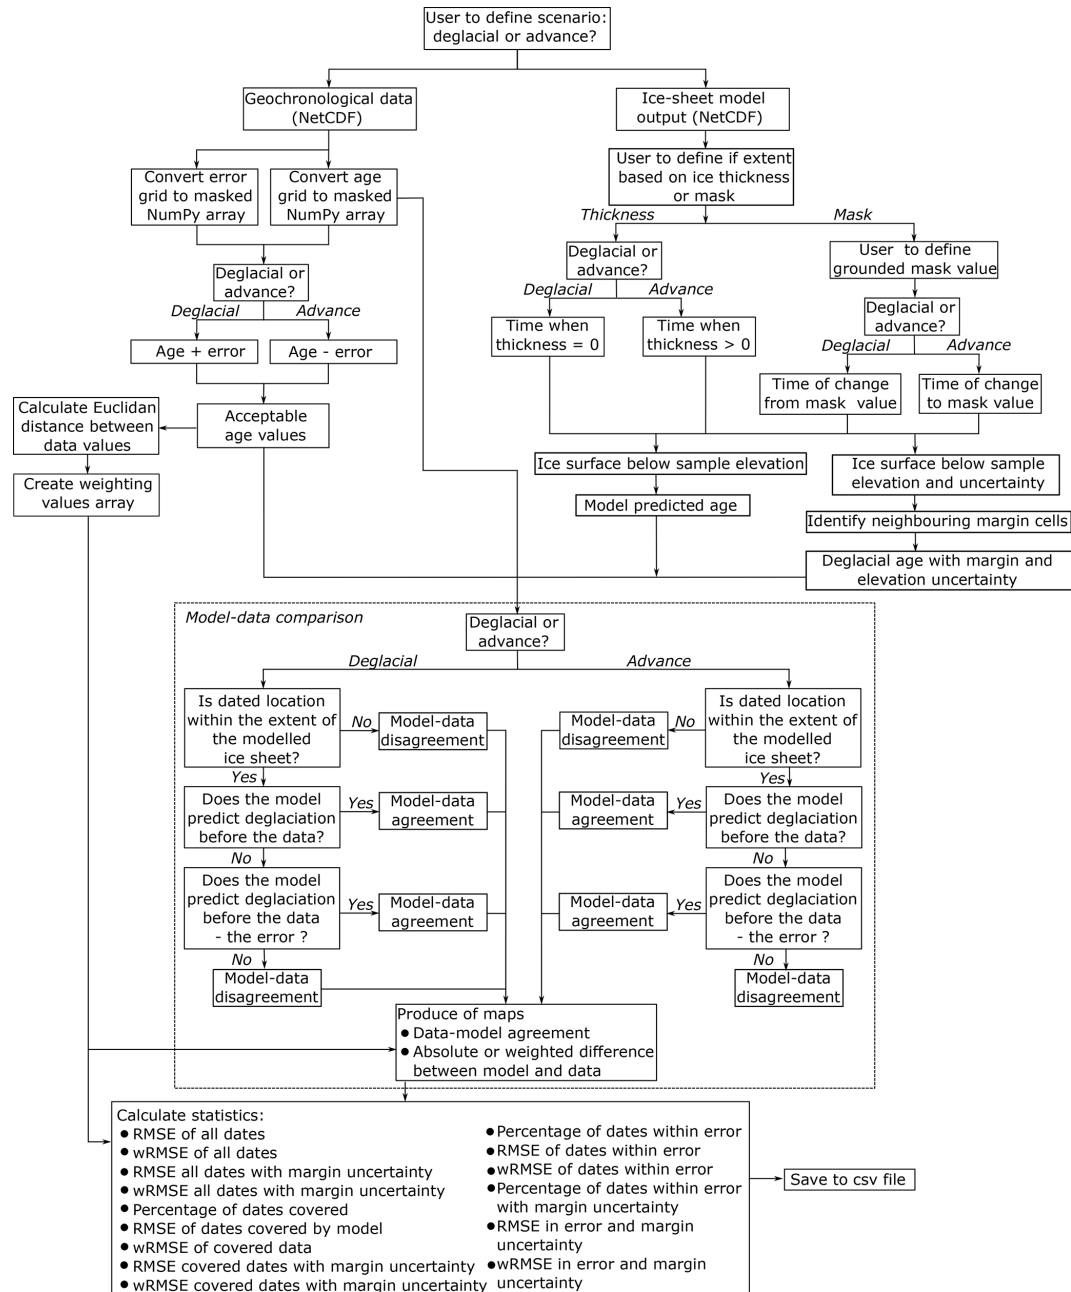 User to define scenario:
deglacial or advance?
Geochronological data
(NetCDF)
Ice-sheet model
output (NetCDF)
Convert error
grid to masked
NumPy array
Convert age
grid to masked
NumPy array
User to define if extent
based on ice thickness
or mask
Thickness
Mask
Deglacial or
advance?
Deglacial
Advance
Age + error
Age - error
Acceptable
age values
Calculate Euclidan
distance between
data values
Create weighting
values array
Deglacial or
advance?
Deglacial
Advance
Time when
thickness = 0
Time when
thickness > 0
User  to define
grounded mask value
Deglacial or
advance?
Deglacial
Advance
Time of change
from mask  value
Time of change
to mask value
Ice surface below sample elevation
Model predicted age
Ice surface below sample
elevation and uncertainty
Identify neighbouring margin cells
Deglacial age with margin and
elevation uncertainty
Model-data comparison
Deglacial or
advance?
Deglacial
Advance
Is dated location
within the extent of
the modelled
ice sheet?
No
Model-data
disagreement
Yes
Does the model
predict deglaciation
before the data?
Yes
Model-data
agreement
No
Does the model
predict deglaciation
before the data
- the error ?
Yes
Model-data
agreement
No
Model-data
disagreement
Is dated location
within the extent of
the modelled
ice sheet?
No
Model-data
disagreement
Yes
Does the model
predict deglaciation
before the data?
Yes
Model-data
agreement
No
Does the model
predict deglaciation
before the data
- the error ?
Yes
Model-data
agreement
No
Model-data
disagreement
Produce of maps
● Data-model agreement
● Absolute or weighted difference
between model and data
Calculate statistics:
● RMSE of all dates
● wRMSE of all dates
● RMSE all dates with margin uncertainty
● wRMSE all dates with margin uncertainty
● Percentage of dates covered
● RMSE of dates covered by model
● wRMSE of covered data
● RMSE covered dates with margin uncertainty
● wRMSE covered dates with margin uncertainty
● Percentage of dates within error
● RMSE of dates within error
● wRMSE of dates within error
● Percentage of dates within error
with margin uncertainty
● RMSE in error and margin
uncertainty
● wRMSE in error and margin
uncertainty
Save to csv file